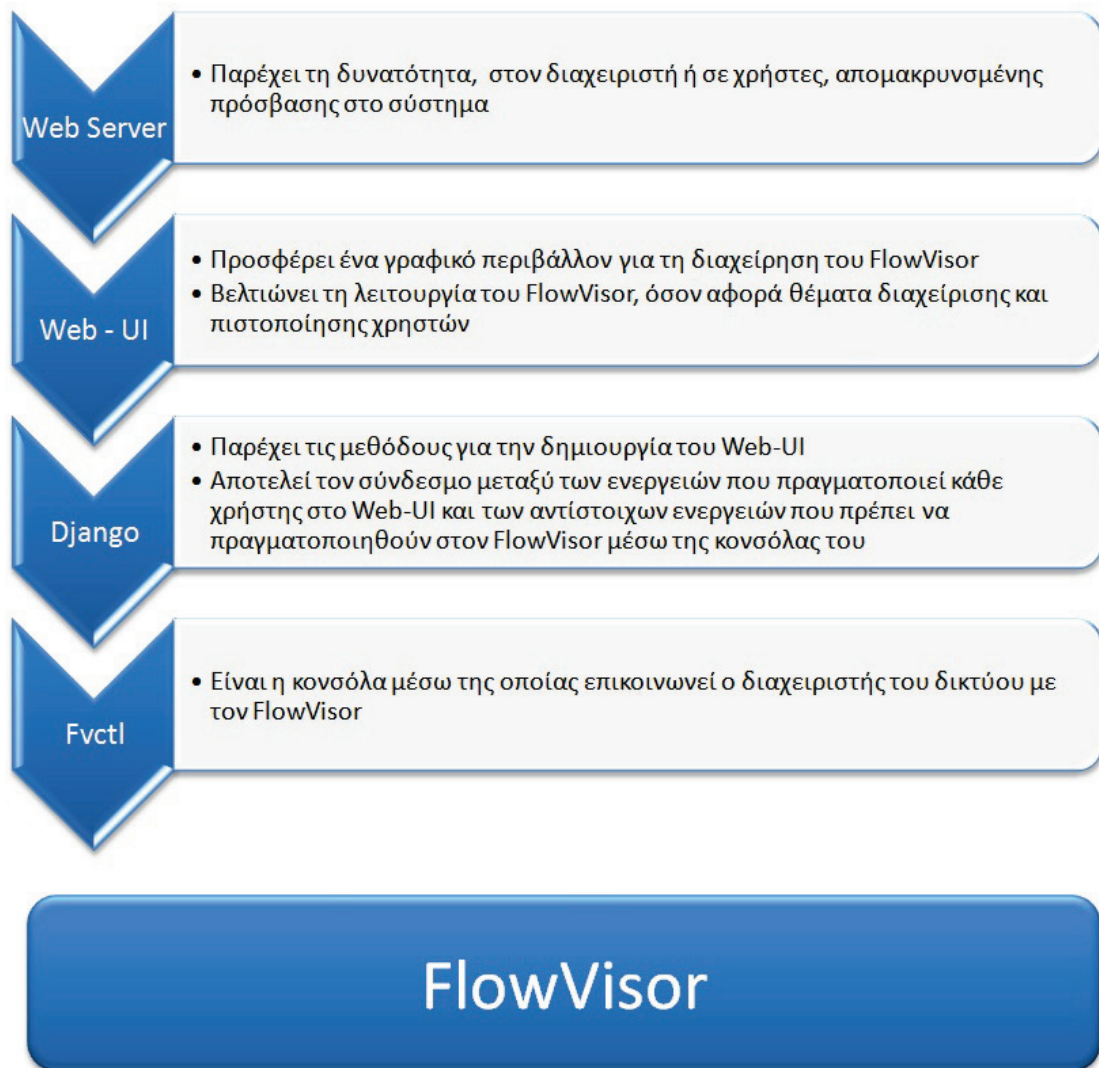 Web Server
• Παρέχει τη δυνατότητα, στον διαχειριστή ή σε χρήστες, απομακρυνσμένης
πρόσβασης στο σύστημα
Web - UI
• Προσφέρει ένα γραφικό περιβάλλον για τη διαχείρηση του FlowVisor
• Βελτιώνει τη λειτουργία του FlowVisor, όσον αφορά θέματα διαχείρισης και
πιστοποίησης χρηστών
Django
• Παρέχει τις μεθόδους για την δημιουργία του Web-UI
• Αποτελεί τον σύνδεσμο μεταξύ των ενεργειών που πραγματοποιεί κάθε
χρήστης στο Web-UI και των αντίστοιχων ενεργειών που πρέπει να
πραγματοποιηθούν στον FlowVisor μέσω της κονσόλας του
Fvctl
• Είναι η κονσόλα μέσω της οποίας επικοινωνεί ο διαχειριστής του δικτύου με
τον FlowVisor
FlowVisor